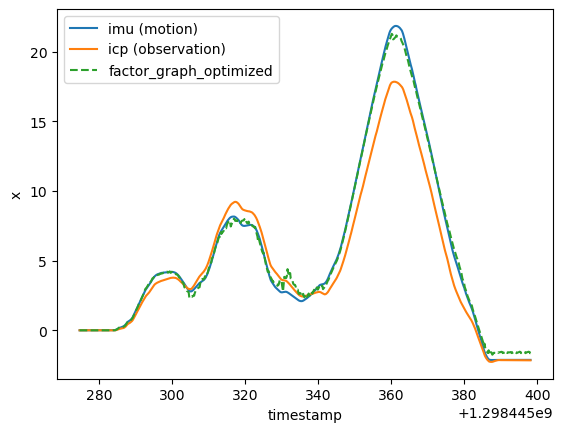 imu (motion)
icp (observation)
factor_graph_optimized
20
15
10
5
0
x
280
300
320
340
360
380
400
timestamp
+1.298445e9